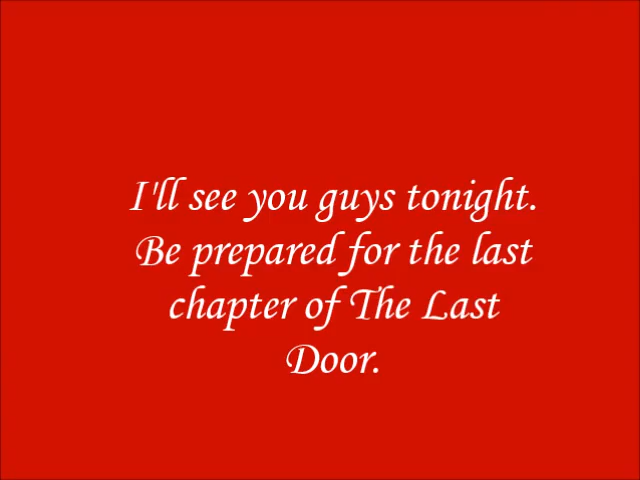 I'll see you guys tonight.
Be prepared for the last
chapter of The Last
Door.